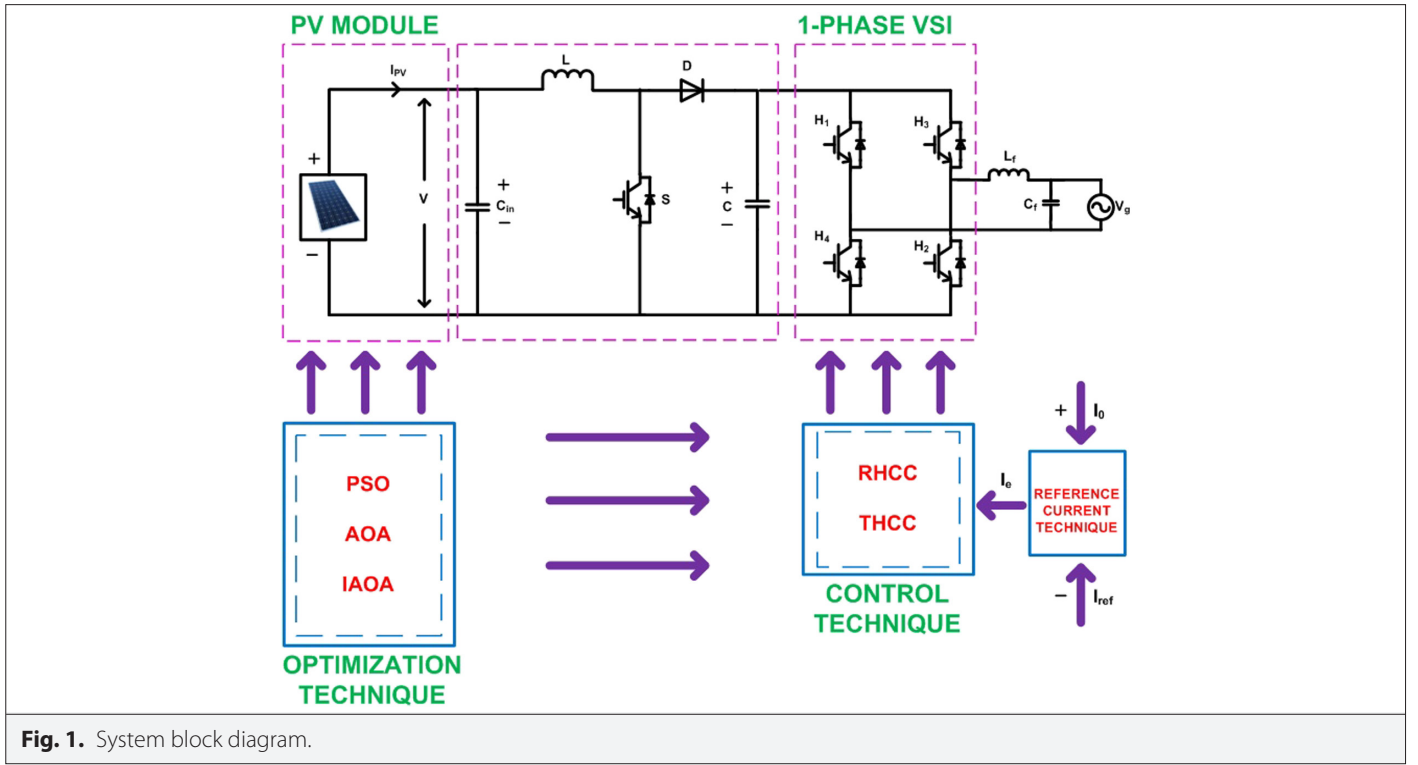 PV MODULE
1-PHASE VSI
I_PV
L
D
+
V
−
+
C_in
−
S
+
C
−
H_1
H_3
H_4
H_2
L_f
C_f
V_g
PSO
AOA
IAOA
OPTIMIZATION
TECHNIQUE
RHCC
THCC
CONTROL
TECHNIQUE
I_e
+
I_0
REFERENCE
CURRENT
TECHNIQUE
−
I_ref
Fig. 1. System block diagram.